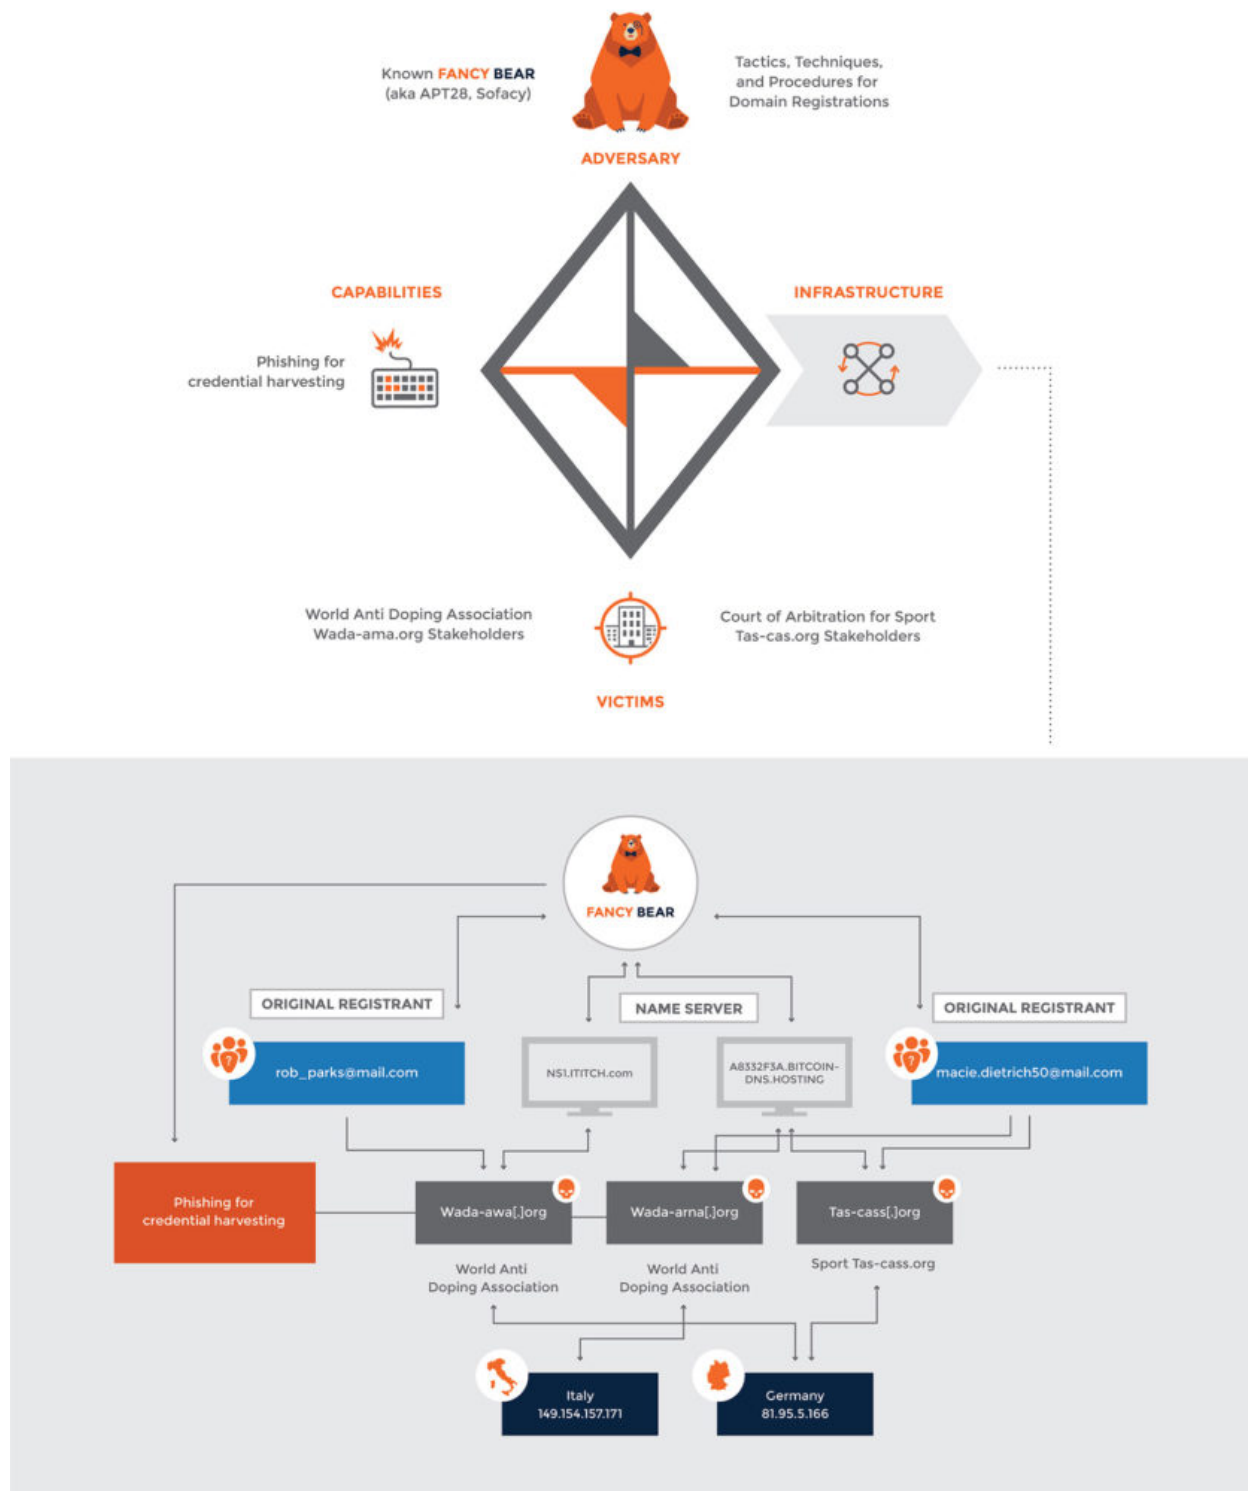 Known FANCY BEAR
(aka APT28, Sofacy)
Tactics, Techniques,
and Procedures for
Domain Registrations
ADVERSARY
CAPABILITIES
INFRASTRUCTURE
Phishing for
credential harvesting
World Anti Doping Association
Wada-ama.org Stakeholders
Court of Arbitration for Sport
Tas-cas.org Stakeholders
VICTIMS
FANCY BEAR
ORIGINAL REGISTRANT
NAME SERVER
ORIGINAL REGISTRANT
?
rob_parks@mail.com
NS1.ITITCH.com
A8332F3A.BITCOIN-
DNS.HOSTING
?
macie.dietrich50@mail.com
Phishing for
credential harvesting
Wada-awa[.]org
Wada-arna[.]org
Tas-cass[.]org
World Anti
Doping Association
World Anti
Doping Association
Sport Tas-cass.org
Italy
149.154.157.171
Germany
81.95.5.166